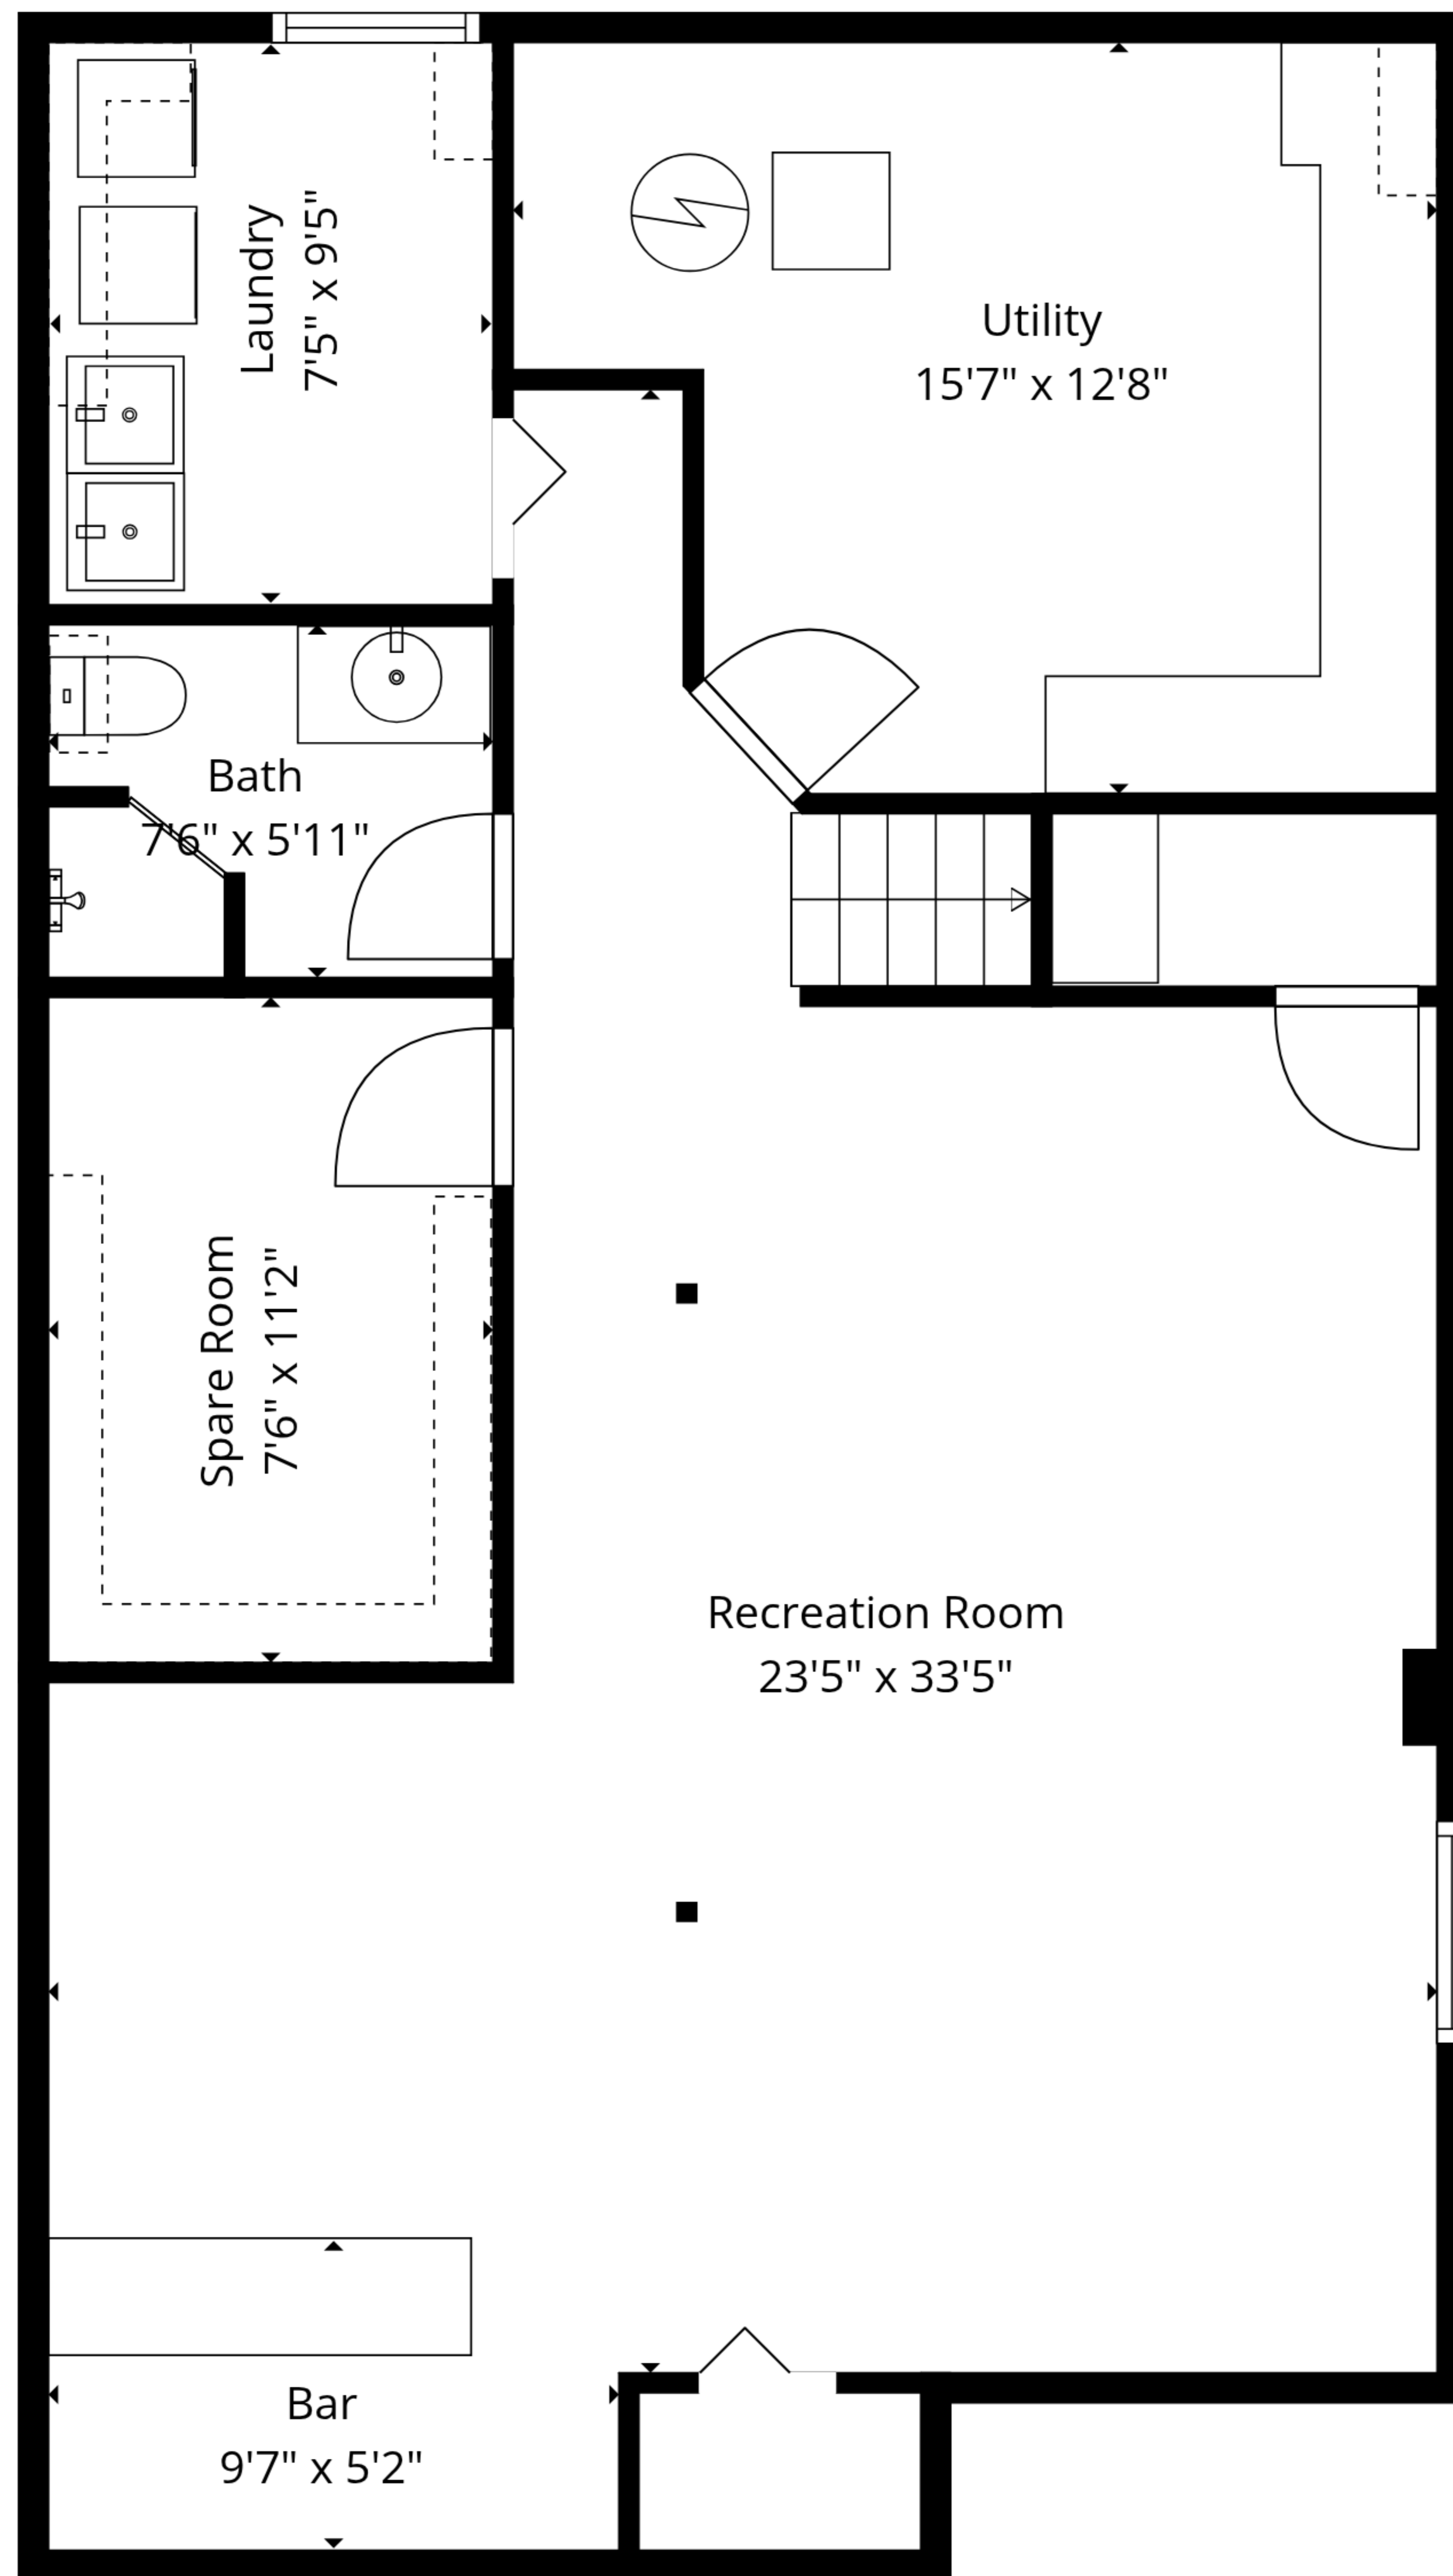 Laundry
7'5" x 9'5"
Utility
15'7" x 12'8"
Bath
7'6" x 5'11"
Spare Room
7'6" x 11'2"
Recreation Room
23'5" x 33'5"
Bar
9'7" x 5'2"